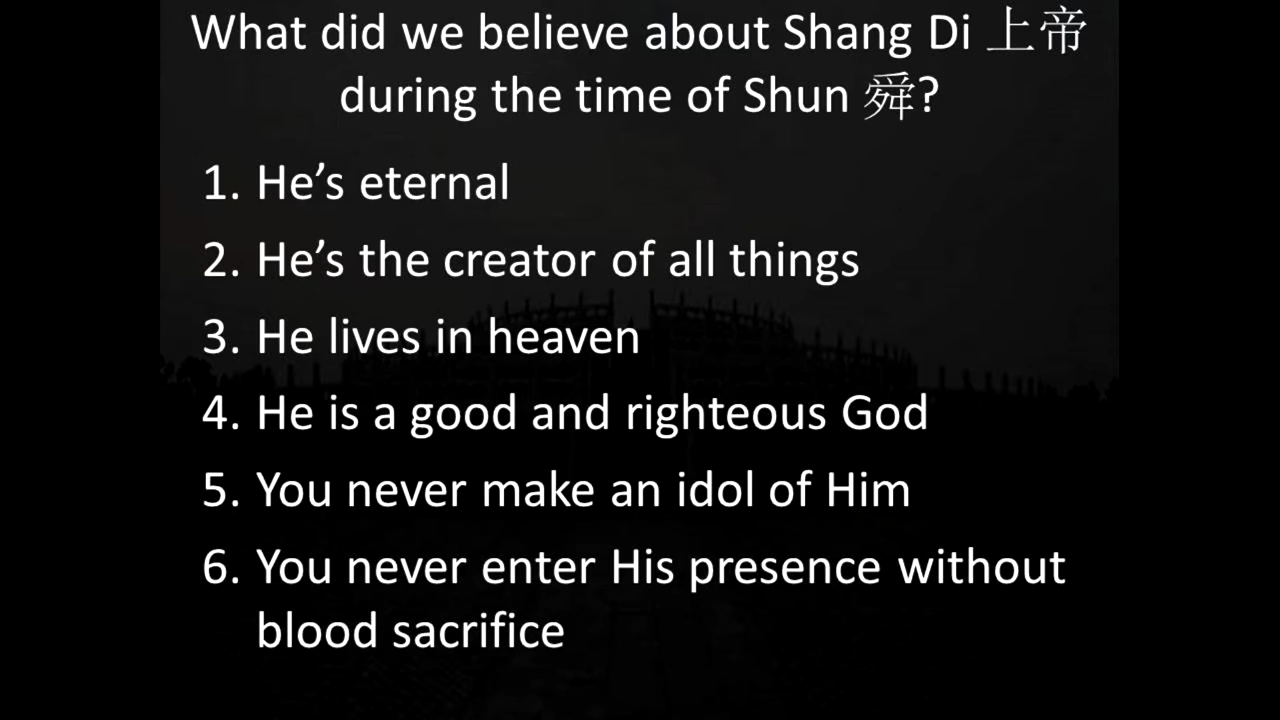 What did we believe about Shang Di 上帝
during the time of Shun 舜?
1. He’s eternal
2. He’s the creator of all things
3. He lives in heaven
4. He is a good and righteous God
5. You never make an idol of Him
6. You never enter His presence without
blood sacrifice